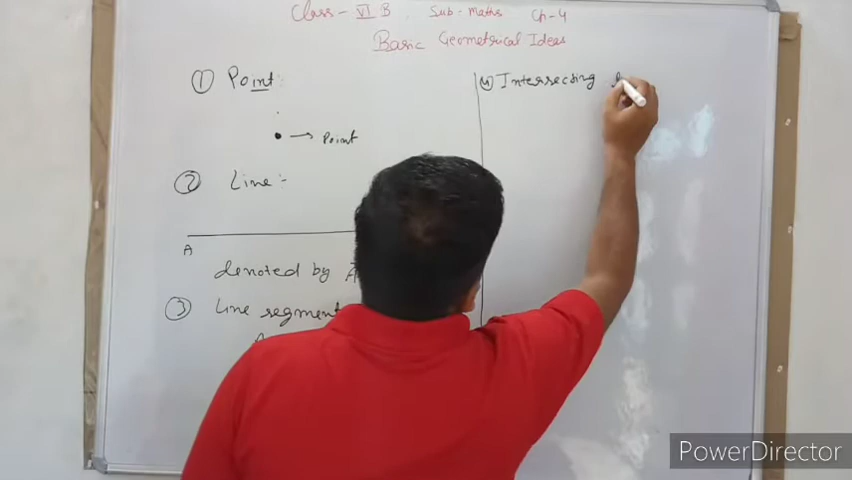 Class - VI B . Sub - Maths Ch-4
Basic Geometrical Ideas
① Point :
• → Point
② Line :-
A
denoted by A
③ Line segment
④ Intersecting
PowerDirector